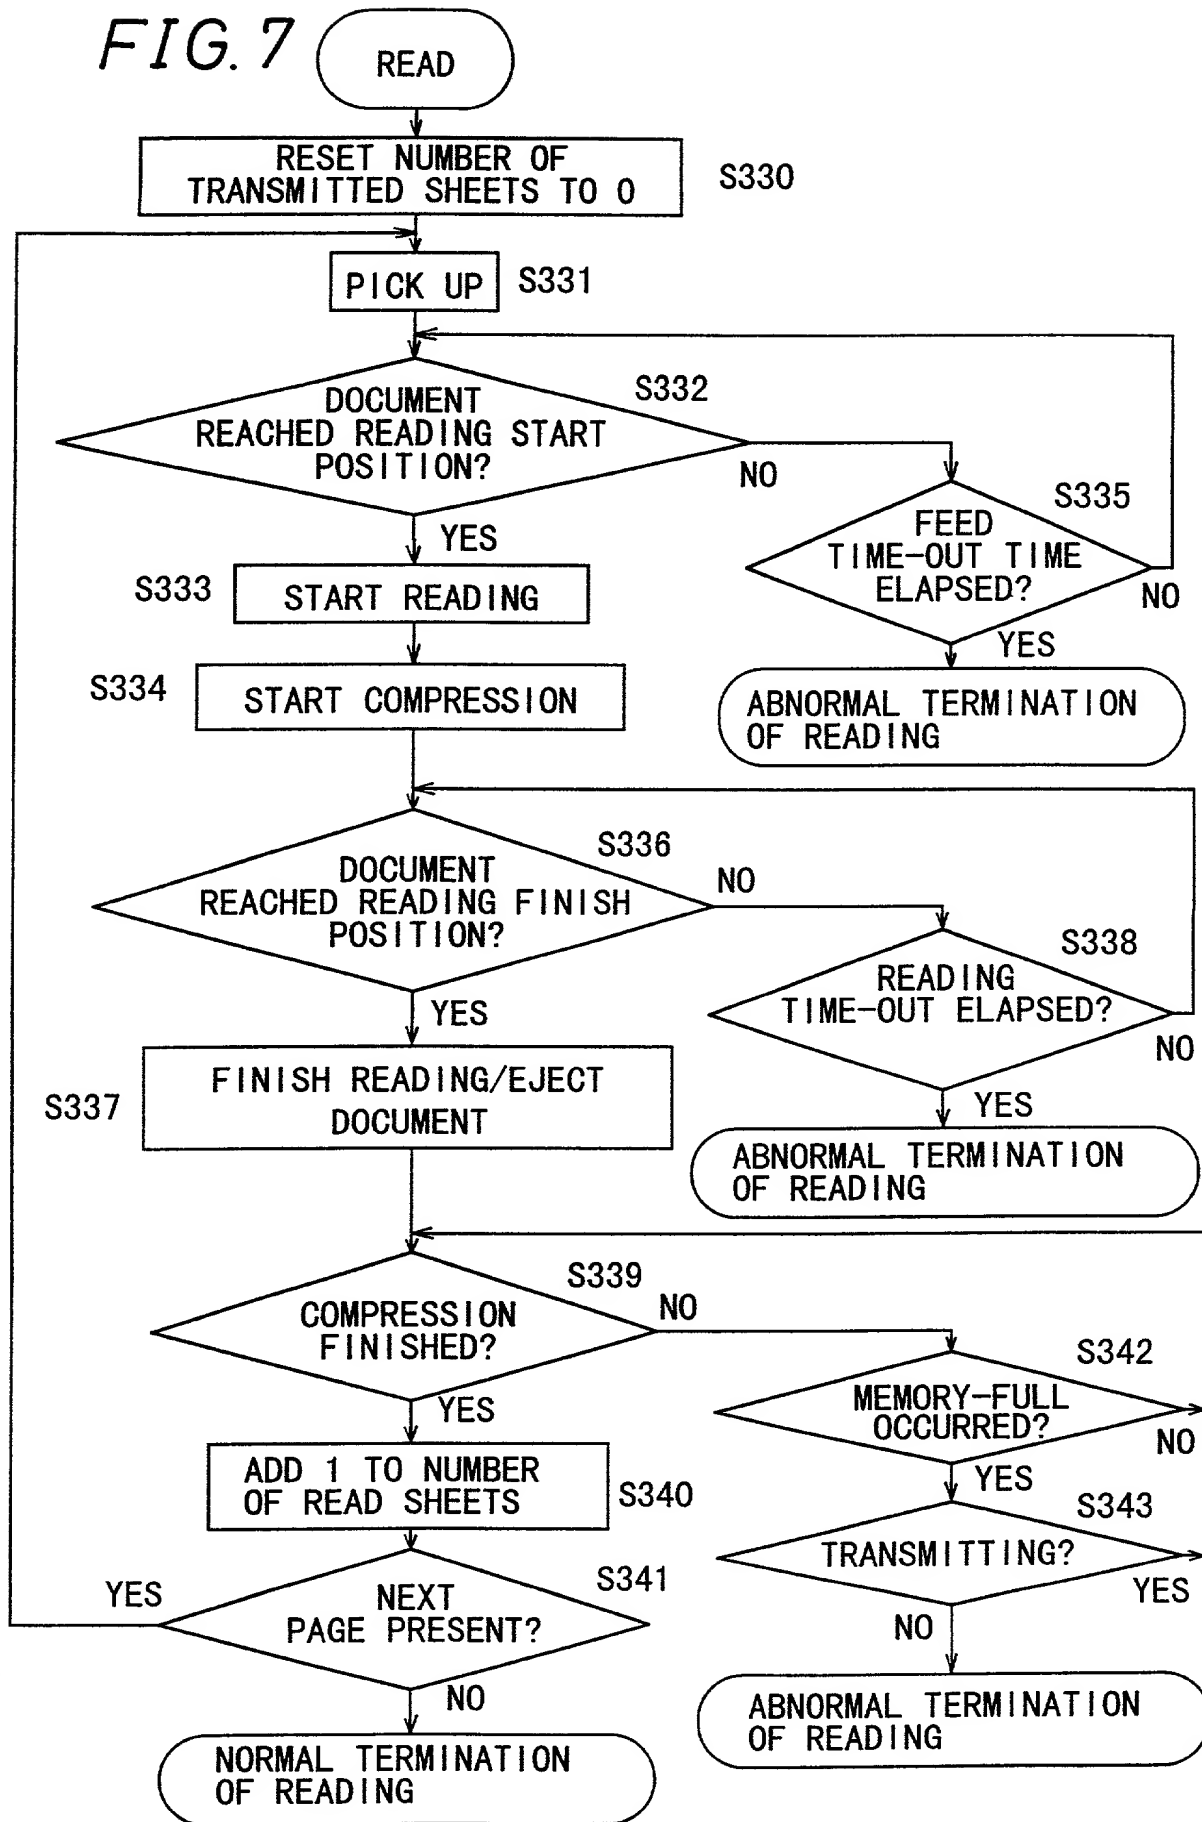 FIG. 7
READ
RESET NUMBER OF
TRANSMITTED SHEETS TO 0
S330
PICK UP
S331
DOCUMENT
REACHED READING START
POSITION?
S332
NO
YES
S335
FEED
TIME-OUT TIME
ELAPSED?
NO
YES
S333
START READING
S334
START COMPRESSION
ABNORMAL TERMINATION
OF READING
S336
DOCUMENT
REACHED READING FINISH
POSITION?
NO
YES
S338
READING
TIME-OUT ELAPSED?
NO
YES
S337
FINISH READING/EJECT
DOCUMENT
ABNORMAL TERMINATION
OF READING
S339
COMPRESSION
FINISHED?
NO
YES
S342
MEMORY-FULL
OCCURRED?
NO
YES
ADD 1 TO NUMBER
OF READ SHEETS
S340
S343
TRANSMITTING?
YES
NO
YES
S341
NEXT
PAGE PRESENT?
NO
ABNORMAL TERMINATION
OF READING
NORMAL TERMINATION
OF READING